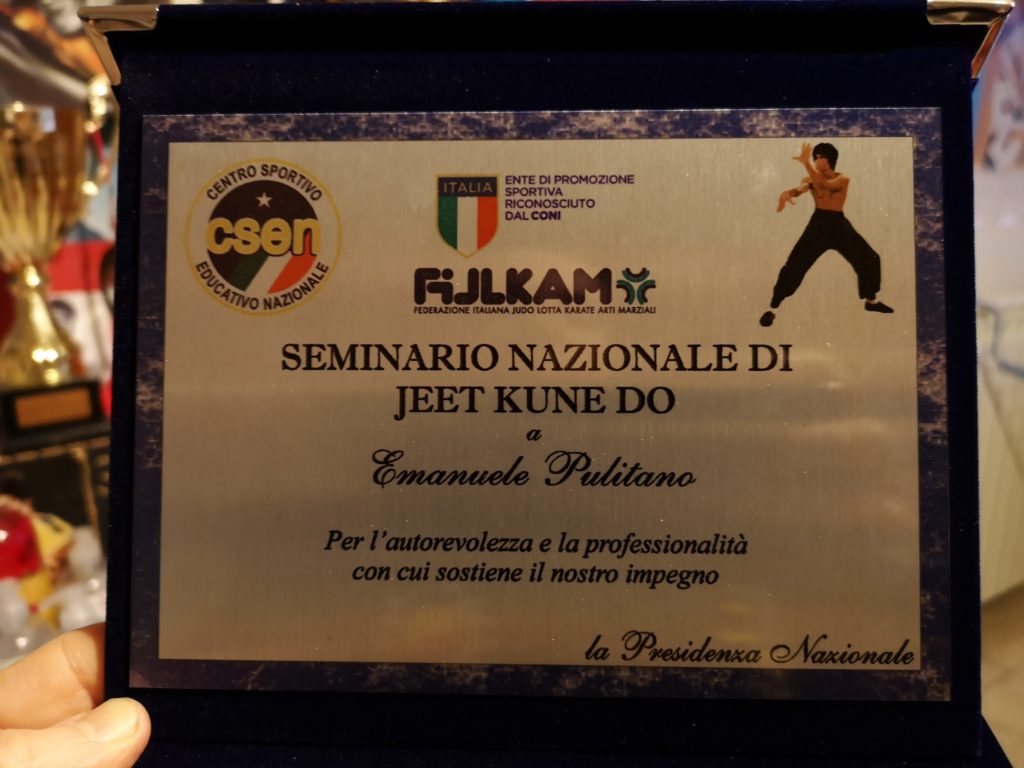 CENTRO SPORTIVO
csen
EDUCATIVO NAZIONALE
ITALIA
ENTE DI PROMOZIONE
SPORTIVA
RICONOSCIUTO
DAL CONI
FIJLKAM
FEDERAZIONE ITALIANA JUDO LOTTA KARATE ARTI MARZIALI
SEMINARIO NAZIONALE DI
JEET KUNE DO
a
Emanuele Pulitano
Per l'autorevolezza e la professionalità
con cui sostiene il nostro impegno
la Presidenza Nazionale